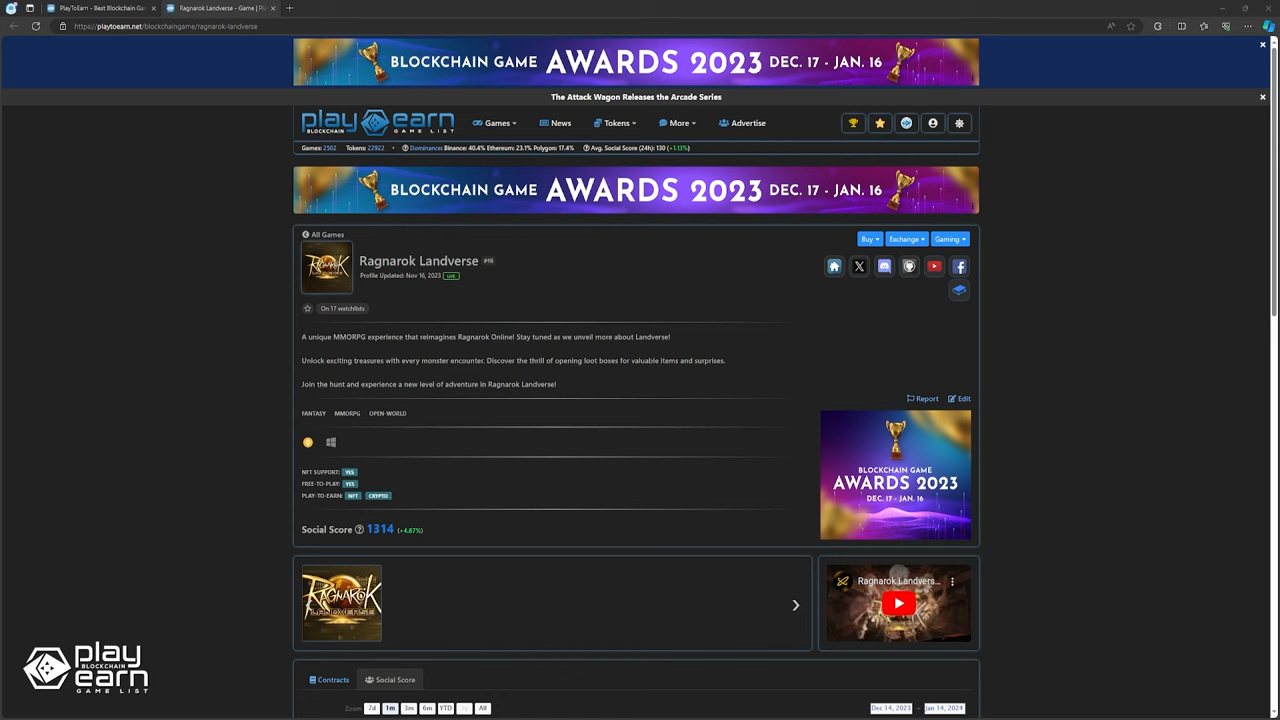 PlayToEarn - Best Blockchain Ga
Ragnarok Landverse - Game | Pl
https://playtoearn.net/blockchaingame/ragnarok-landverse
BLOCKCHAIN GAME AWARDS 2023 DEC. 17 - JAN. 16
The Attack Wagon Releases the Arcade Series
play earn
BLOCKCHAIN GAME LIST
Games
News
Tokens
More
Advertise
Games: 2502 Tokens: 22922 • Dominance: Binance: 40.4% Ethereum: 23.1% Polygon: 17.4% Avg. Social Score (24h): 130 (+1.13%)
BLOCKCHAIN GAME AWARDS 2023 DEC. 17 - JAN. 16
All Games
Buy
Exchange
Gaming
RAGNAROK
Ragnarok Landverse #16
Profile Updated: Nov 16, 2023 LIVE
On 17 watchlists
A unique MMORPG experience that reimagines Ragnarok Online! Stay tuned as we unveil more about Landverse!
Unlock exciting treasures with every monster encounter. Discover the thrill of opening loot boxes for valuable items and surprises.
Join the hunt and experience a new level of adventure in Ragnarok Landverse!
Report
Edit
FANTASY MMORPG OPEN-WORLD
NFT SUPPORT: YES
FREE-TO-PLAY: YES
PLAY-TO-EARN: NFT CRYPTO
Social Score 1314 (+4.87%)
BLOCKCHAIN GAME
AWARDS 2023
DEC. 17 - JAN. 16
RAGNAROK
LANDVERSE
Ragnarok Landvers...
Contracts
Social Score
Zoom 7d 1m 3m 6m YTD 1y All
Dec 14, 2023 → Jan 14, 2024
play earn
BLOCKCHAIN
GAME LIST